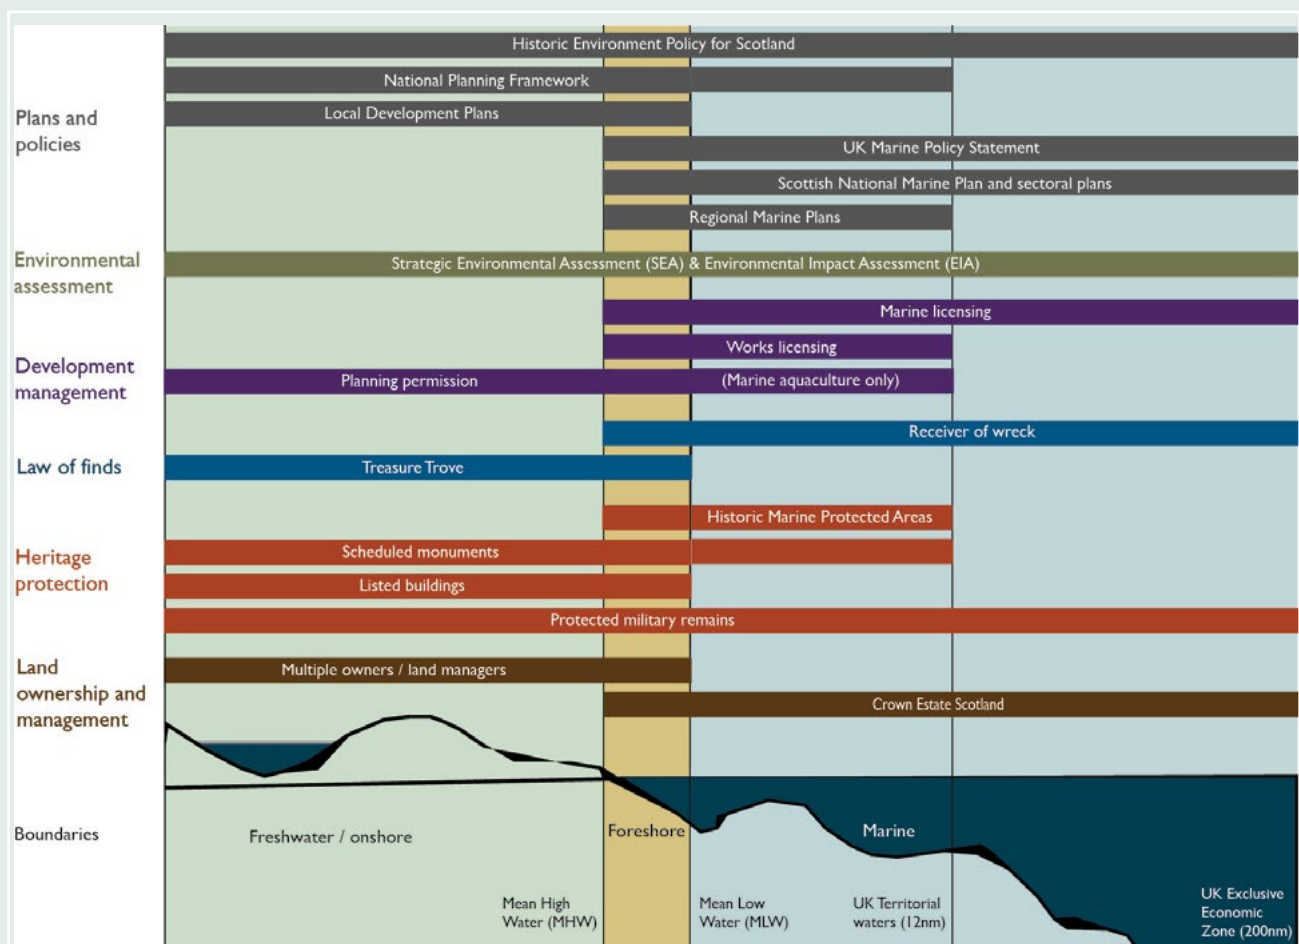 Historic Environment Policy for Scotland
National Planning Framework
Plans and
policies
Local Development Plans
UK Marine Policy Statement
Scottish National Marine Plan and sectoral plans
Regional Marine Plans
Environmental
assessment
Strategic Environmental Assessment (SEA) & Environmental Impact Assessment (EIA)
Marine licensing
Development
management
Works licensing
Planning permission
(Marine aquaculture only)
Receiver of wreck
Law of finds
Treasure Trove
Historic Marine Protected Areas
Heritage
protection
Scheduled monuments
Listed buildings
Protected military remains
Land
ownership and
management
Multiple owners / land managers
Crown Estate Scotland
Boundaries
Freshwater / onshore
Foreshore
Marine
Mean High
Water (MHW)
Mean Low
Water (MLW)
UK Territorial
waters (12nm)
UK Exclusive
Economic
Zone (200nm)